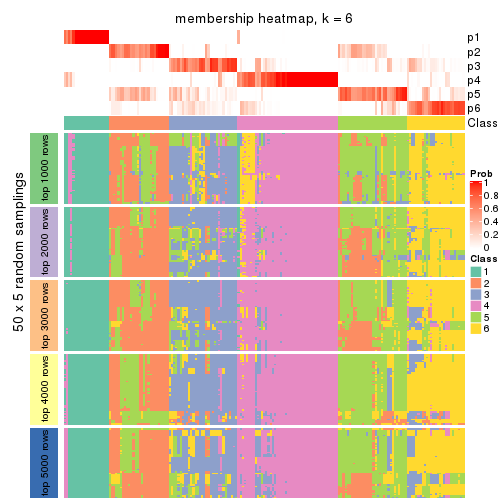 membership heatmap, k = 6
p1
p2
p3
p4
p5
p6
Class
50 x 5 random samplings
top 1000 rows
top 2000 rows
top 3000 rows
top 4000 rows
top 5000 rows
Prob
1
0.8
0.6
0.4
0.2
0
Class
1
2
3
4
5
6